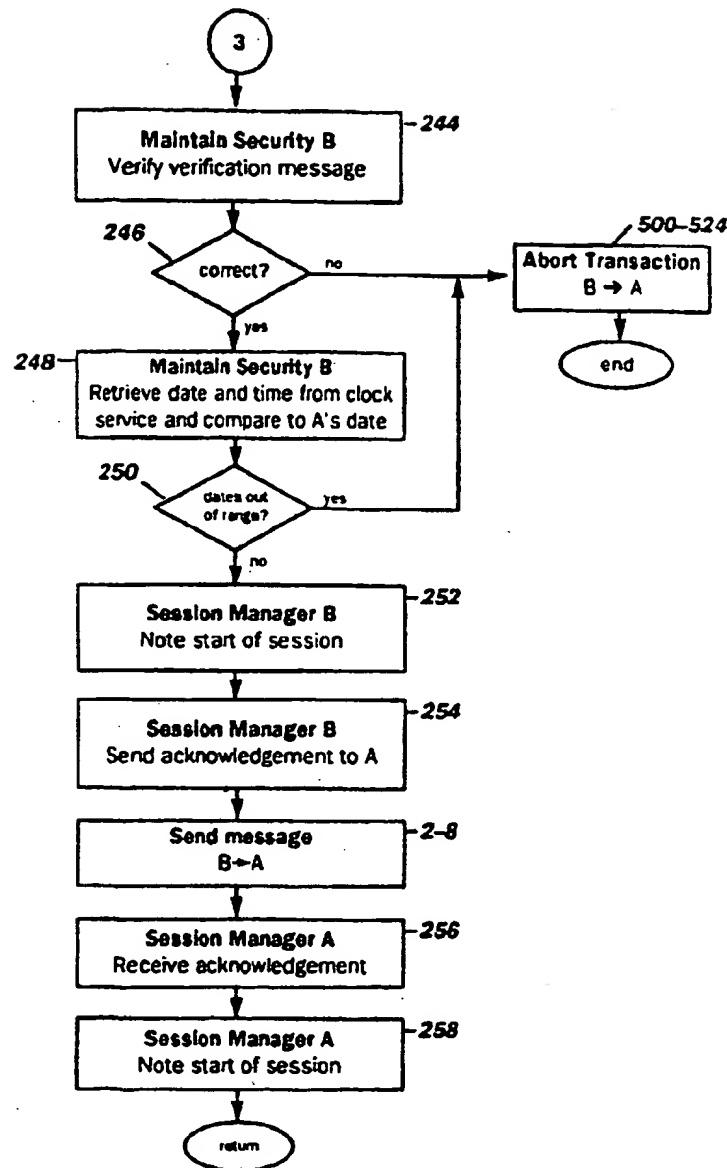 3
Maintain Security B
Verify verification message
244
246
correct?
no
yes
500-524
Abort Transaction
B → A
end
248
Maintain Security B
Retrieve date and time from clock
service and compare to A's date
250
dates out
of range?
yes
no
Session Manager B
Note start of session
252
Session Manager B
Send acknowledgement to A
254
Send message
B→A
2-8
Session Manager A
Receive acknowledgement
256
Session Manager A
Note start of session
258
return